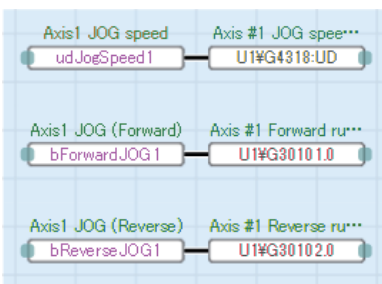 Axis1 JOG speed Axis #1 JOG spee…
udJogSpeed1 U1¥G4318:UD
Axis1 JOG (Forward) Axis #1 Forward ru…
bForwardJOG1 U1¥G30101.0
Axis1 JOG (Reverse) Axis #1 Reverse ru…
bReverseJOG1 U1¥G30102.0